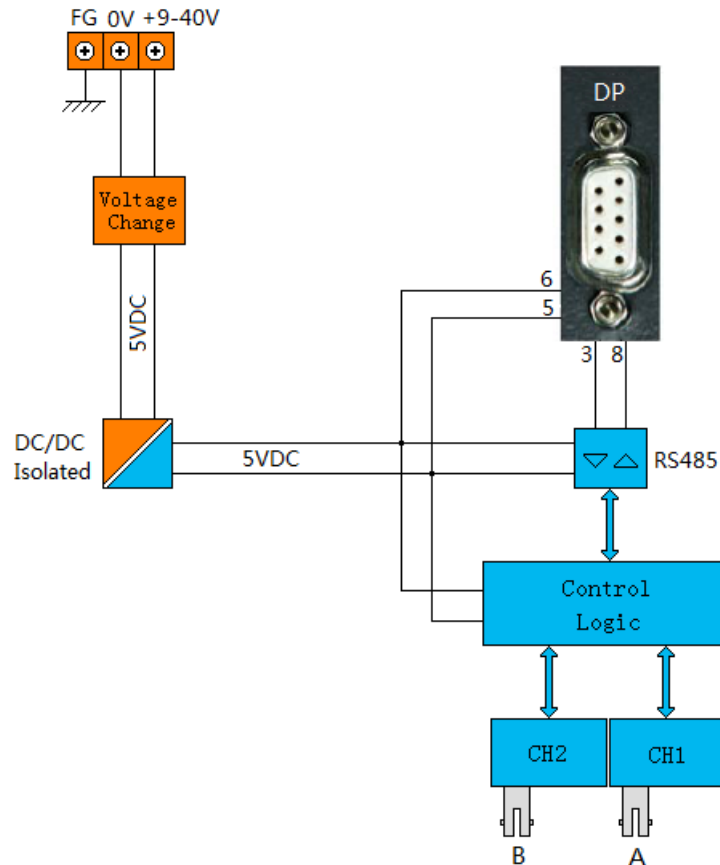 FG 0V +9-40V
DP
Voltage
Change
6
5
5VDC
3 8
DC/DC
Isolated
5VDC
RS485
Control
Logic
CH2 CH1
B A